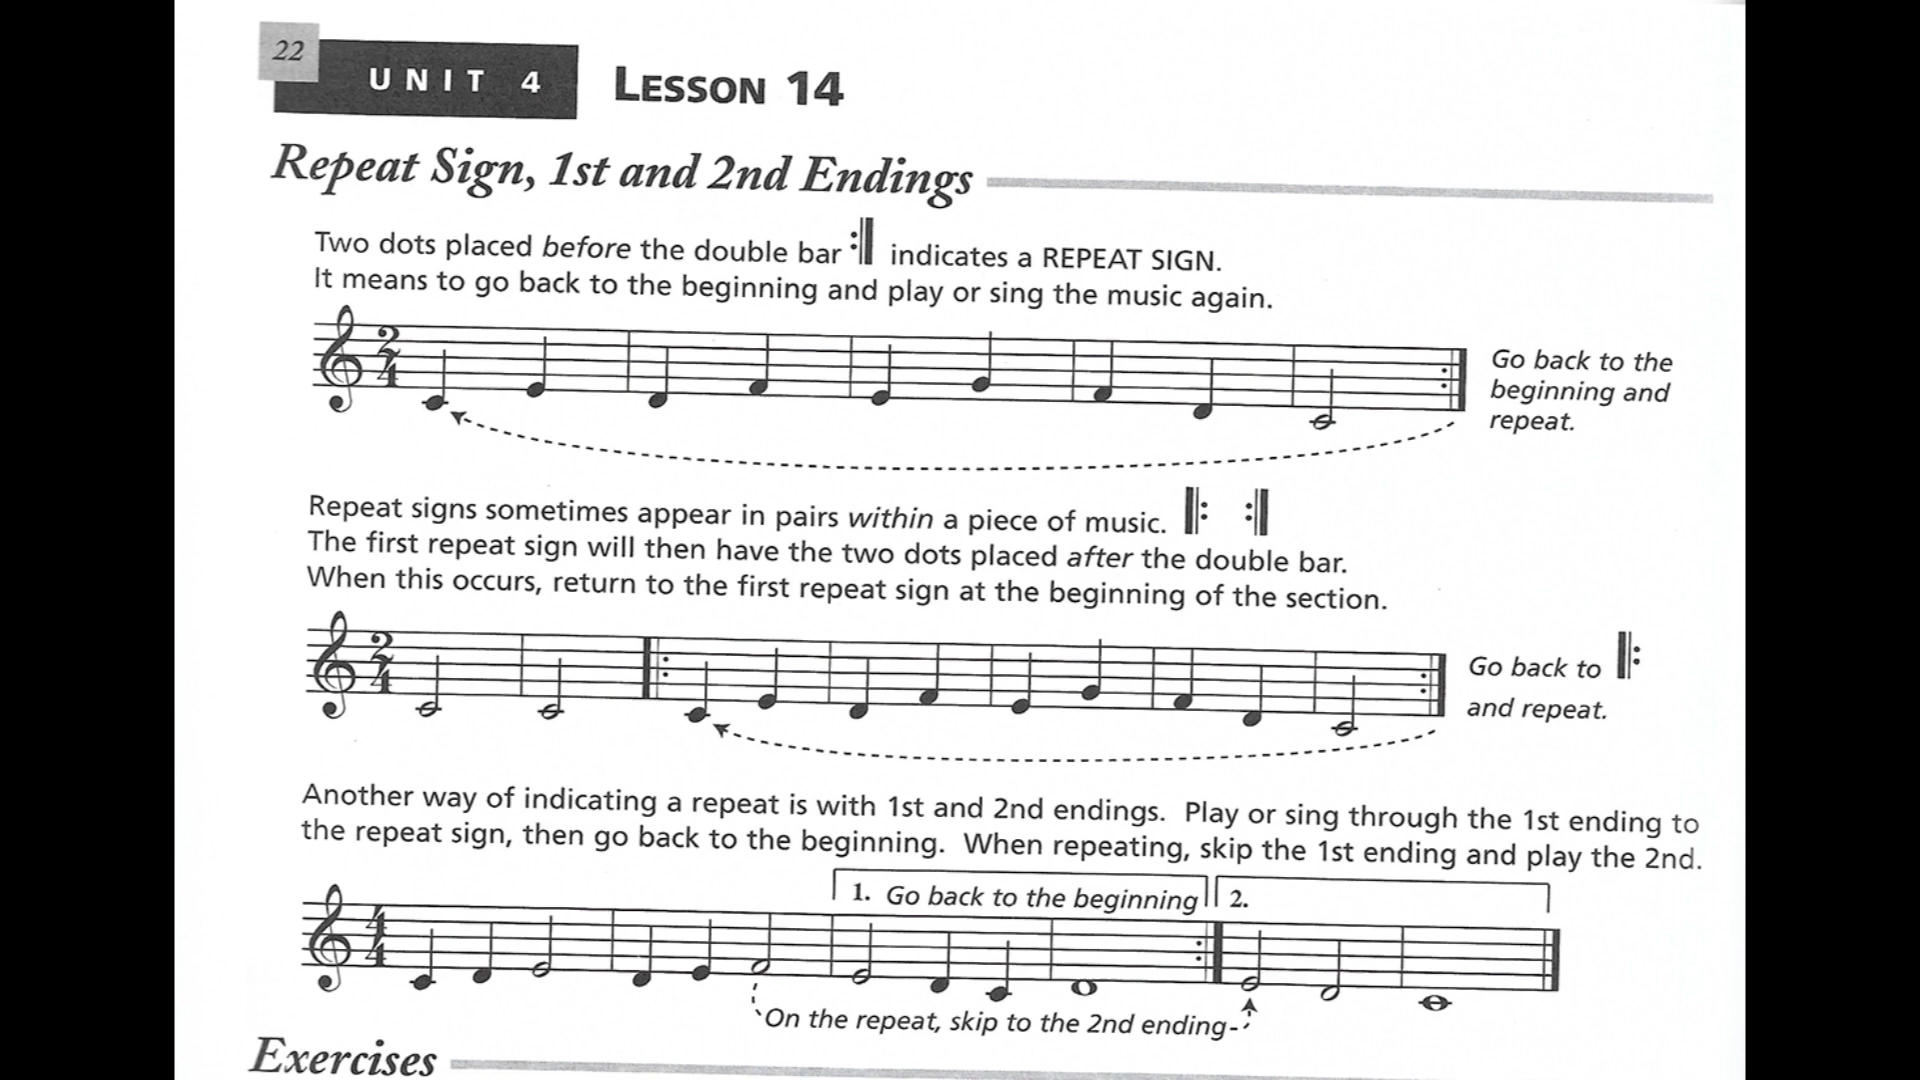 22
UNIT 4 LESSON 14
Repeat Sign, 1st and 2nd Endings
Two dots placed before the double bar indicates a REPEAT SIGN.
It means to go back to the beginning and play or sing the music again.
2
4
Go back to the
beginning and
repeat.
Repeat signs sometimes appear in pairs within a piece of music.
The first repeat sign will then have the two dots placed after the double bar.
When this occurs, return to the first repeat sign at the beginning of the section.
2
4
Go back to
and repeat.
Another way of indicating a repeat is with 1st and 2nd endings. Play or sing through the 1st ending to
the repeat sign, then go back to the beginning. When repeating, skip the 1st ending and play the 2nd.
1. Go back to the beginning 2.
4
4
On the repeat, skip to the 2nd ending-
Exercises